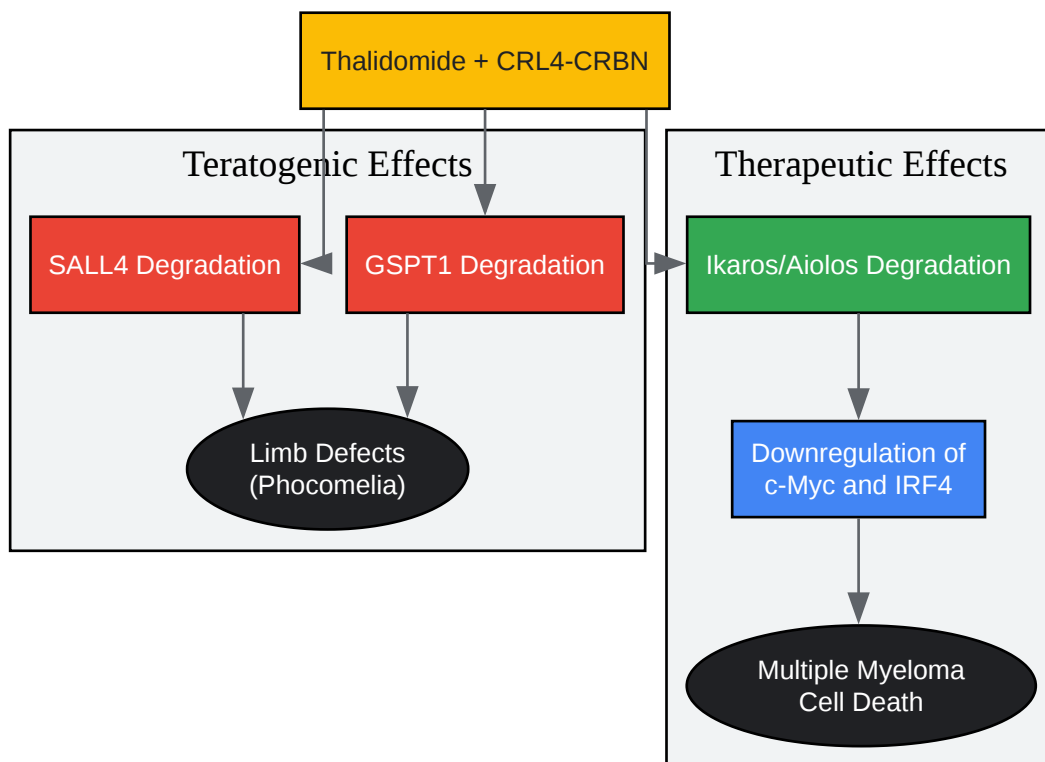 Thalidomide + CRL4-CRBN
Teratogenic Effects
Therapeutic Effects
SALL4 Degradation
GSPT1 Degradation
Ikaros/Aiolos Degradation
Limb Defects
(Phocomelia)
Downregulation of
c-Myc and IRF4
Multiple Myeloma
Cell Death